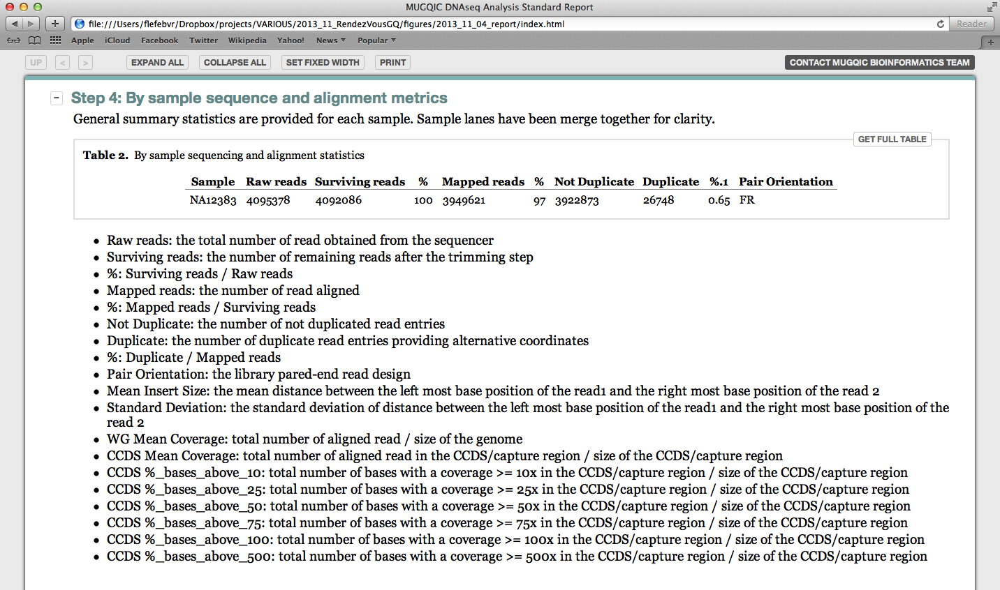 MUGQIC DNAseq Analysis Standard Report
file:///Users/flefebvr/Dropbox/projects/VARIOUS/2013_11_RendezVousGQ/figures/2013_11_04_report/index.html
Reader
Apple iCloud Facebook Twitter Wikipedia Yahoo! News Popular
UP < > EXPAND ALL COLLAPSE ALL SET FIXED WIDTH PRINT CONTACT MUGQIC BIOINFORMATICS TEAM
Step 4: By sample sequence and alignment metrics
General summary statistics are provided for each sample. Sample lanes have been merge together for clarity.
GET FULL TABLE
Table 2. By sample sequencing and alignment statistics
Sample Raw reads Surviving reads % Mapped reads % Not Duplicate Duplicate %.1 Pair Orientation
NA12383 4095378 4092086 100 3949621 97 3922873 26748 0.65 FR
• Raw reads: the total number of read obtained from the sequencer
• Surviving reads: the number of remaining reads after the trimming step
• %: Surviving reads / Raw reads
• Mapped reads: the number of read aligned
• %: Mapped reads / Surviving reads
• Not Duplicate: the number of not duplicated read entries
• Duplicate: the number of duplicate read entries providing alternative coordinates
• %: Duplicate / Mapped reads
• Pair Orientation: the library pared-end read design
• Mean Insert Size: the mean distance between the left most base position of the read1 and the right most base position of the read 2
• Standard Deviation: the standard deviation of distance between the left most base position of the read1 and the right most base position of the
read 2
• WG Mean Coverage: total number of aligned read / size of the genome
• CCDS Mean Coverage: total number of aligned read in the CCDS/capture region / size of the CCDS/capture region
• CCDS %_bases_above_10: total number of bases with a coverage >= 10x in the CCDS/capture region / size of the CCDS/capture region
• CCDS %_bases_above_25: total number of bases with a coverage >= 25x in the CCDS/capture region / size of the CCDS/capture region
• CCDS %_bases_above_50: total number of bases with a coverage >= 50x in the CCDS/capture region / size of the CCDS/capture region
• CCDS %_bases_above_75: total number of bases with a coverage >= 75x in the CCDS/capture region / size of the CCDS/capture region
• CCDS %_bases_above_100: total number of bases with a coverage >= 100x in the CCDS/capture region / size of the CCDS/capture region
• CCDS %_bases_above_500: total number of bases with a coverage >= 500x in the CCDS/capture region / size of the CCDS/capture region